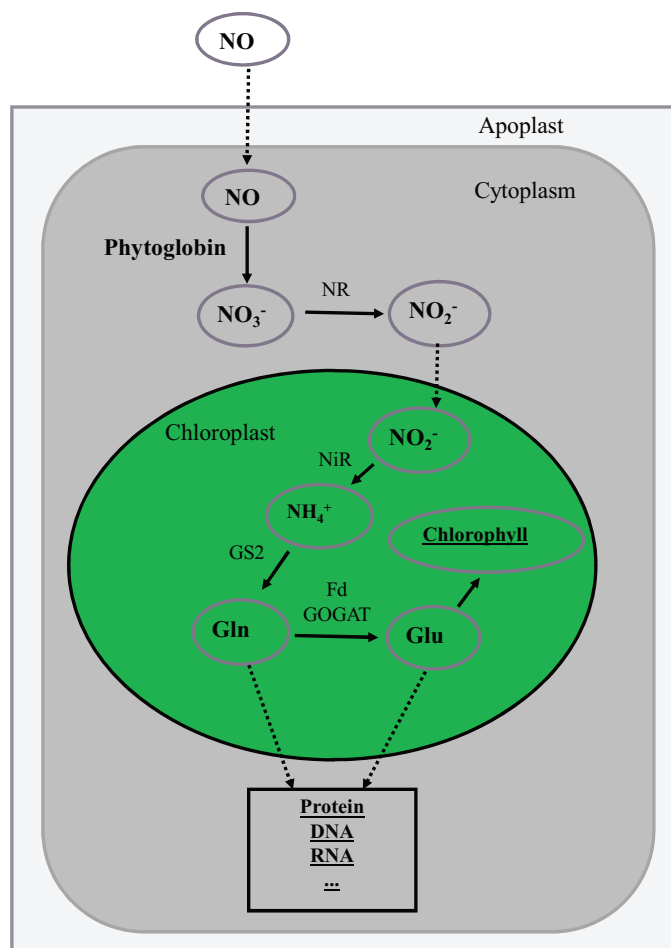 NO
Apoplast
Cytoplasm
NO
Phytoglobin
NR
NO₃⁻
NO₂⁻
Chloroplast
NO₂⁻
NiR
NH₄⁺
Chlorophyll
GS2
Fd
GOGAT
Gln
Glu
Protein
DNA
RNA
...